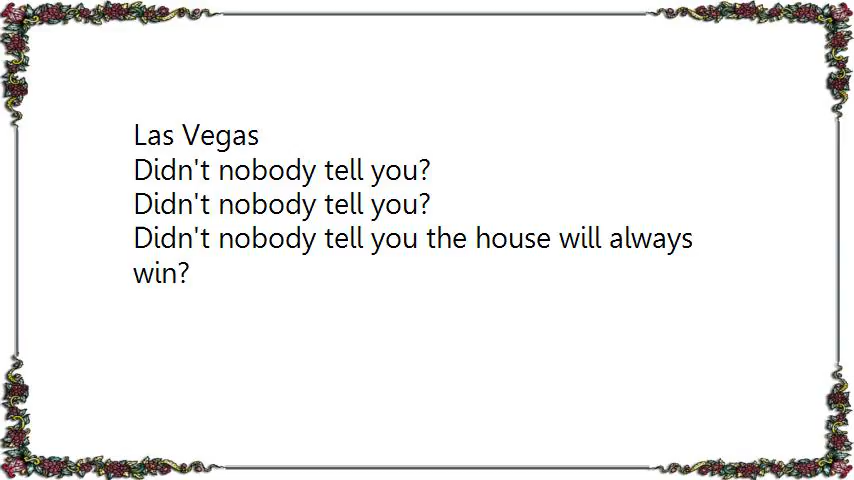 Las Vegas
Didn't nobody tell you?
Didn't nobody tell you?
Didn't nobody tell you the house will always
win?